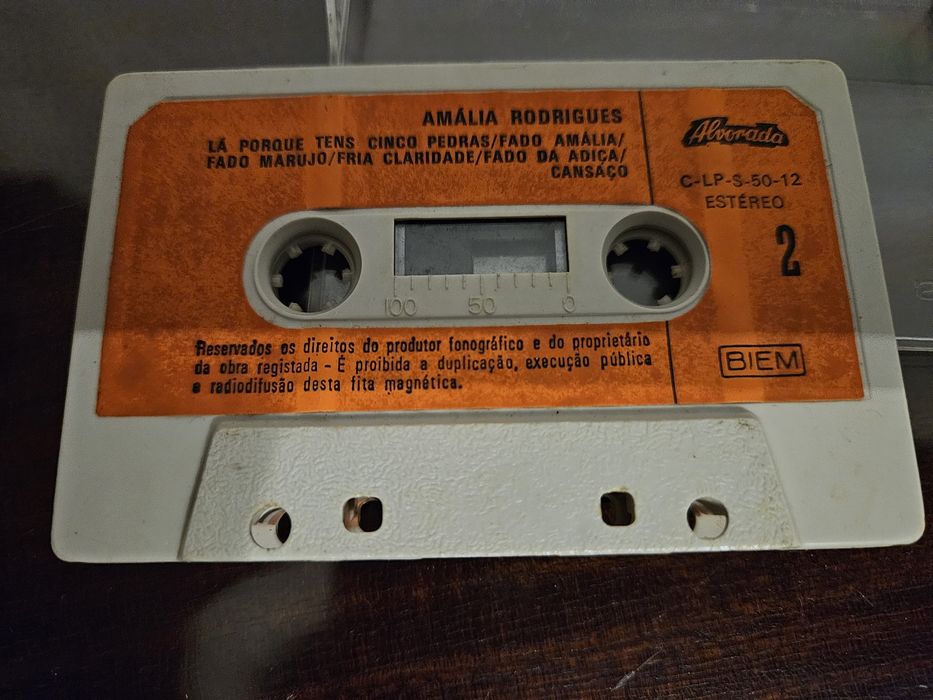 AMÁLIA RODRIGUES
LÁ PORQUE TENS CINCO PEDRAS/FADO AMÁLIA/
FADO MARUJO/FRIA CLARIDADE/FADO DA ADIÇA/
CANSAÇO
Alvorada
C-LP-S-50-12
ESTÉREO
2
100 50 0
Reservados os direitos do produtor fonográfico e do proprietário
da obra registada - É proibida a duplicação, execução pública
e radiodifusão desta fita magnética.
BIEM